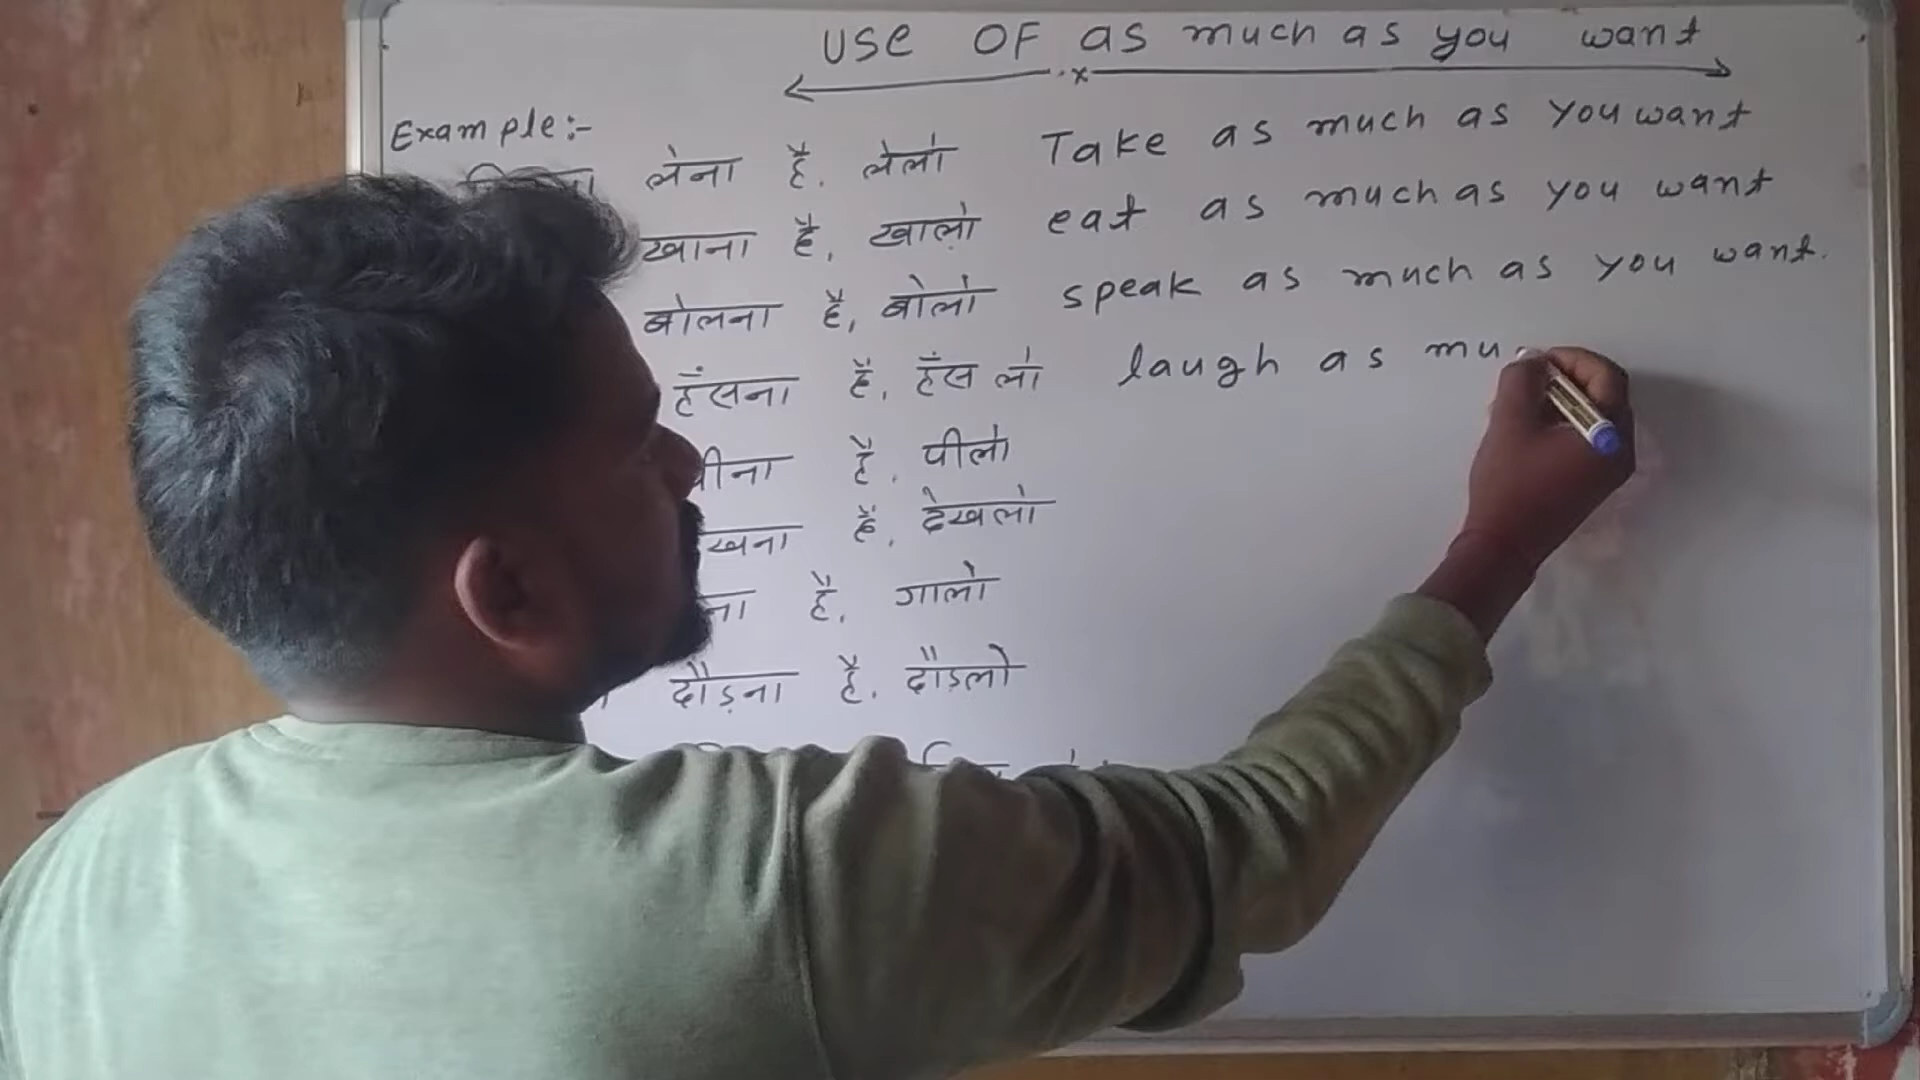 USE OF as much as you want
Example:-
लेना है, लेलो Take as much as you want
खाना है, खालो eat as much as you want
बोलना है, बोलो speak as much as you want.
हँसना है, हँस लो laugh as mu
पीना है, पीलो
है, देखलो
है, गालो
दौड़ना है, दौड़लो